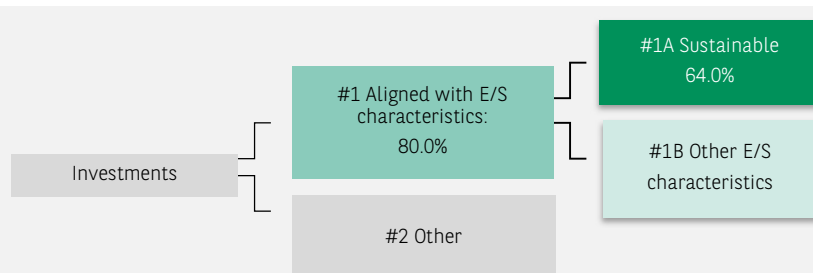 Investments
#1 Aligned with E/S
characteristics:
80.0%
#2 Other
#1A Sustainable
64.0%
#1B Other E/S
characteristics